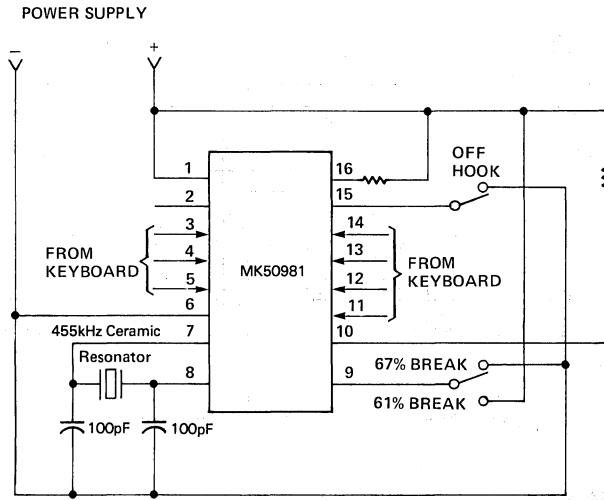 POWER SUPPLY
− +
1
2
3
4
5
6
7
8
FROM
KEYBOARD
455kHz Ceramic
Resonator
100pF
100pF
MK50981
16
15
14
13
12
11
10
9
OFF
HOOK
FROM
KEYBOARD
67% BREAK
61% BREAK